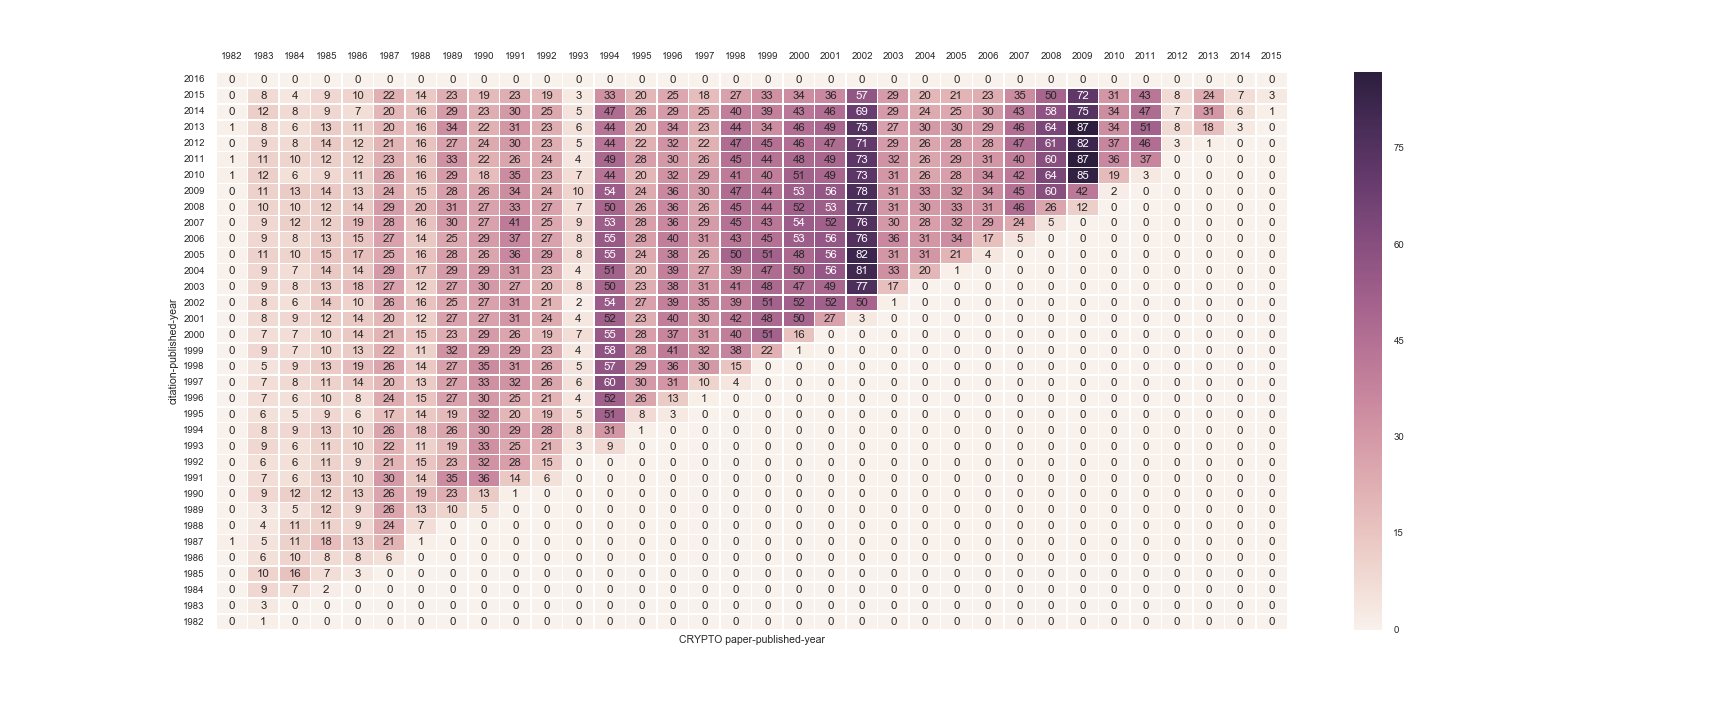 1982 1983 1984 1985 1986 1987 1988 1989 1990 1991 1992 1993 1994 1995 1996 1997 1998 1999 2000 2001 2002 2003 2004 2005 2006 2007 2008 2009 2010 2011 2012 2013 2014 2015
2016 0 0 0 0 0 0 0 0 0 0 0 0 0 0 0 0 0 0 0 0 0 0 0 0 0 0 0 0 0 0 0 0 0 0
2015 0 8 4 9 10 22 14 23 19 23 19 3 33 20 25 18 27 33 34 36 57 29 20 21 23 35 50 72 31 43 8 24 7 3
2014 0 12 8 9 7 20 16 29 23 30 25 5 47 26 29 25 40 39 43 46 69 29 24 25 30 43 58 75 34 47 7 31 6 1
2013 1 8 6 13 11 20 16 34 22 31 23 6 44 20 34 23 44 34 46 49 75 27 30 30 29 46 64 87 34 51 8 18 3 0
2012 0 9 8 14 12 21 16 27 24 30 23 5 44 22 32 22 47 45 46 47 71 29 26 28 28 47 61 82 37 46 3 1 0 0
75
2011 1 11 10 12 12 23 16 33 22 26 24 4 49 28 30 26 45 44 48 49 73 32 26 29 31 40 60 87 36 37 0 0 0 0
2010 1 12 6 9 11 26 16 29 18 35 23 7 44 20 32 29 41 40 51 49 73 31 26 28 34 42 64 85 19 3 0 0 0 0
2009 0 11 13 14 13 24 15 28 26 34 24 10 54 24 36 30 47 44 53 56 78 31 33 32 34 45 60 42 2 0 0 0 0 0
2008 0 10 10 12 14 29 20 31 27 33 27 7 50 26 36 26 45 44 52 53 77 31 30 33 31 46 26 12 0 0 0 0 0 0
2007 0 9 12 12 19 28 16 30 27 41 25 9 53 28 36 29 45 43 54 52 76 30 28 32 29 24 5 0 0 0 0 0 0 0
2006 0 9 8 13 15 27 14 25 29 37 27 8 55 28 40 31 43 45 53 56 76 36 31 34 17 5 0 0 0 0 0 0 0 0
60
2005 0 11 10 15 17 25 16 28 26 36 29 8 55 24 38 26 50 51 48 56 82 31 31 21 4 0 0 0 0 0 0 0 0 0
2004 0 9 7 14 14 29 17 29 29 31 23 4 51 20 39 27 39 47 50 56 81 33 20 1 0 0 0 0 0 0 0 0 0 0
2003 0 9 8 13 18 27 12 27 30 27 20 8 50 23 38 31 41 48 47 49 77 17 0 0 0 0 0 0 0 0 0 0 0 0
2002 0 8 6 14 10 26 16 25 27 31 21 2 54 27 39 35 39 51 52 52 50 1 0 0 0 0 0 0 0 0 0 0 0 0
2001 0 8 9 12 14 20 12 27 27 31 24 4 52 23 40 30 42 48 50 27 3 0 0 0 0 0 0 0 0 0 0 0 0 0
2000 0 7 7 10 14 21 15 23 29 26 19 7 55 28 37 31 40 51 16 0 0 0 0 0 0 0 0 0 0 0 0 0 0 0
45
1999 0 9 7 10 13 22 11 32 29 29 23 4 58 28 41 32 38 22 1 0 0 0 0 0 0 0 0 0 0 0 0 0 0 0
1998 0 5 9 13 19 26 14 27 35 31 26 5 57 29 36 30 15 0 0 0 0 0 0 0 0 0 0 0 0 0 0 0 0 0
1997 0 7 8 11 14 20 13 27 33 32 26 6 60 30 31 10 4 0 0 0 0 0 0 0 0 0 0 0 0 0 0 0 0 0
1996 0 7 6 10 8 24 15 27 30 25 21 4 52 26 13 1 0 0 0 0 0 0 0 0 0 0 0 0 0 0 0 0 0 0
1995 0 6 5 9 6 17 14 19 32 20 19 5 51 8 3 0 0 0 0 0 0 0 0 0 0 0 0 0 0 0 0 0 0 0
1994 0 8 9 13 10 26 18 26 30 29 28 8 31 1 0 0 0 0 0 0 0 0 0 0 0 0 0 0 0 0 0 0 0 0
30
1993 0 9 6 11 10 22 11 19 33 25 21 3 9 0 0 0 0 0 0 0 0 0 0 0 0 0 0 0 0 0 0 0 0 0
1992 0 6 6 11 9 21 15 23 32 28 15 0 0 0 0 0 0 0 0 0 0 0 0 0 0 0 0 0 0 0 0 0 0 0
1991 0 7 6 13 10 30 14 35 36 14 6 0 0 0 0 0 0 0 0 0 0 0 0 0 0 0 0 0 0 0 0 0 0 0
1990 0 9 12 12 13 26 19 23 13 1 0 0 0 0 0 0 0 0 0 0 0 0 0 0 0 0 0 0 0 0 0 0 0 0
1989 0 3 5 12 9 26 13 10 5 0 0 0 0 0 0 0 0 0 0 0 0 0 0 0 0 0 0 0 0 0 0 0 0 0
1988 0 4 11 11 9 24 7 0 0 0 0 0 0 0 0 0 0 0 0 0 0 0 0 0 0 0 0 0 0 0 0 0 0 0
15
1987 1 5 11 18 13 21 1 0 0 0 0 0 0 0 0 0 0 0 0 0 0 0 0 0 0 0 0 0 0 0 0 0 0 0
1986 0 6 10 8 8 6 0 0 0 0 0 0 0 0 0 0 0 0 0 0 0 0 0 0 0 0 0 0 0 0 0 0 0 0
1985 0 10 16 7 3 0 0 0 0 0 0 0 0 0 0 0 0 0 0 0 0 0 0 0 0 0 0 0 0 0 0 0 0 0
1984 0 9 7 2 0 0 0 0 0 0 0 0 0 0 0 0 0 0 0 0 0 0 0 0 0 0 0 0 0 0 0 0 0 0
1983 0 3 0 0 0 0 0 0 0 0 0 0 0 0 0 0 0 0 0 0 0 0 0 0 0 0 0 0 0 0 0 0 0 0
1982 0 1 0 0 0 0 0 0 0 0 0 0 0 0 0 0 0 0 0 0 0 0 0 0 0 0 0 0 0 0 0 0 0 0
0
citation-published-year
CRYPTO paper-published-year